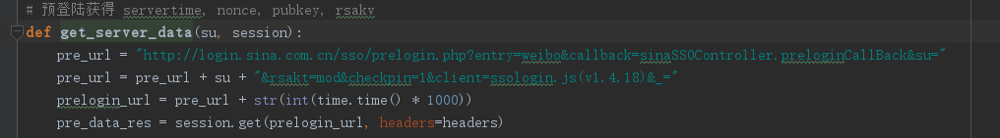 # 预登陆获得 servertime, nonce, pubkey, rsakv
def get_server_data(su, session):
pre_url = "http://login.sina.com.cn/sso/prelogin.php?entry=weibo&callback=sinaSSOController.preloginCallBack&su="
pre_url = pre_url + su + "&rsakt=mod&checkpin=1&client=ssologin.js(v1.4.18)&_="
prelogin_url = pre_url + str(int(time.time() * 1000))
pre_data_res = session.get(prelogin_url, headers=headers)